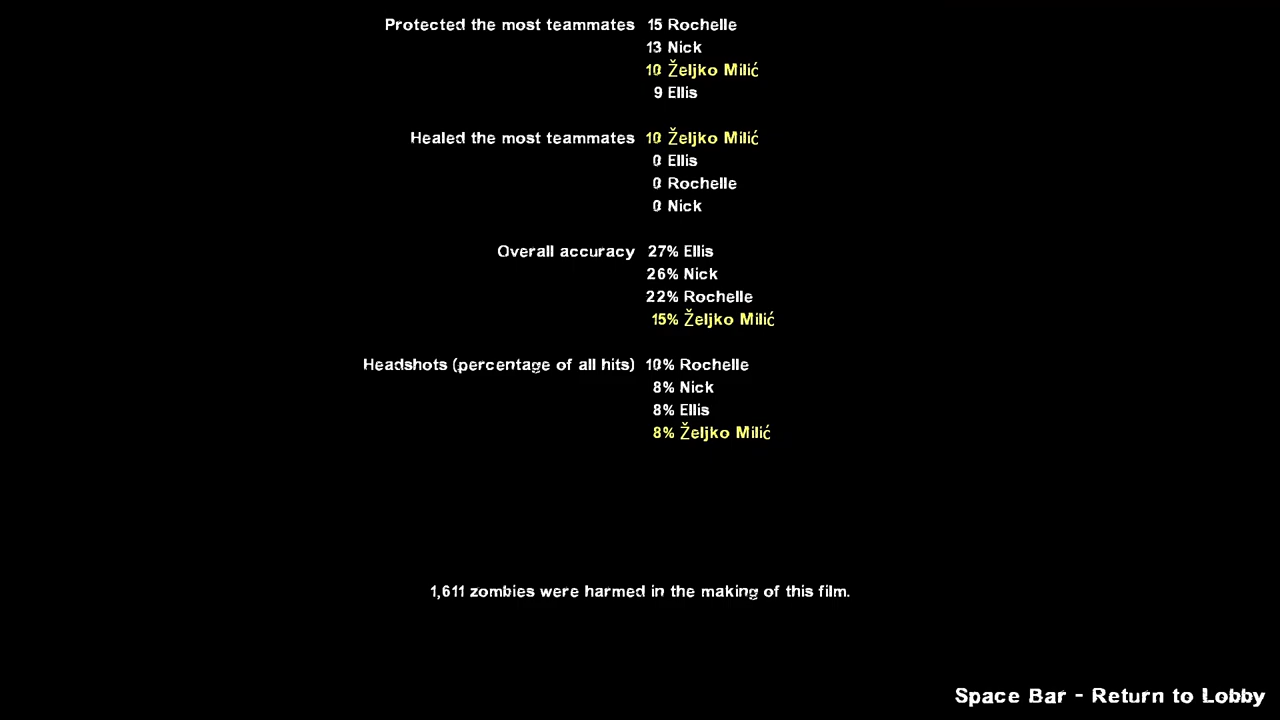 Protected the most teammates 15 Rochelle
13 Nick
10 Željko Milić
9 Ellis
Healed the most teammates 10 Željko Milić
0 Ellis
0 Rochelle
0 Nick
Overall accuracy 27% Ellis
26% Nick
22% Rochelle
15% Željko Milić
Headshots (percentage of all hits) 10% Rochelle
8% Nick
8% Ellis
8% Željko Milić
1,611 zombies were harmed in the making of this film.
Space Bar - Return to Lobby